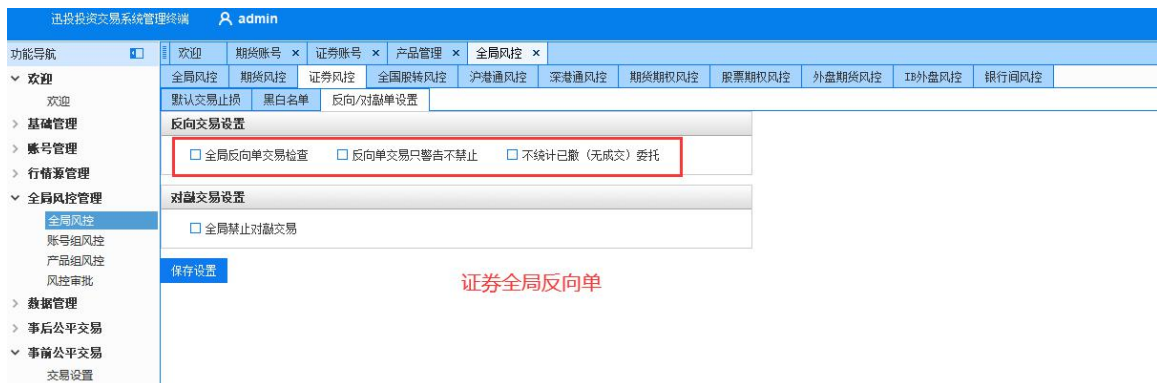 迅投投资交易系统管理终端 admin
功能导航 欢迎 期货账号 × 证券账号 × 产品管理 × 全局风控 ×
欢迎 全局风控 期货风控 证券风控 全国股转风控 沪港通风控 深港通风控 期货期权风控 股票期权风控 外盘期货风控 IB外盘风控 银行间风控
欢迎 默认交易止损 黑白名单 反向/对敲单设置
基础管理 反向交易设置
账号管理 全局反向单交易检查 反向单交易只警告不禁止 不统计已撤（无成交）委托
行情源管理
全局风控管理 对敲交易设置
全局风控 全局禁止对敲交易
账号组风控
产品组风控 保存设置
风控审批 证券全局反向单
数据管理
事后公平交易
事前公平交易
交易设置